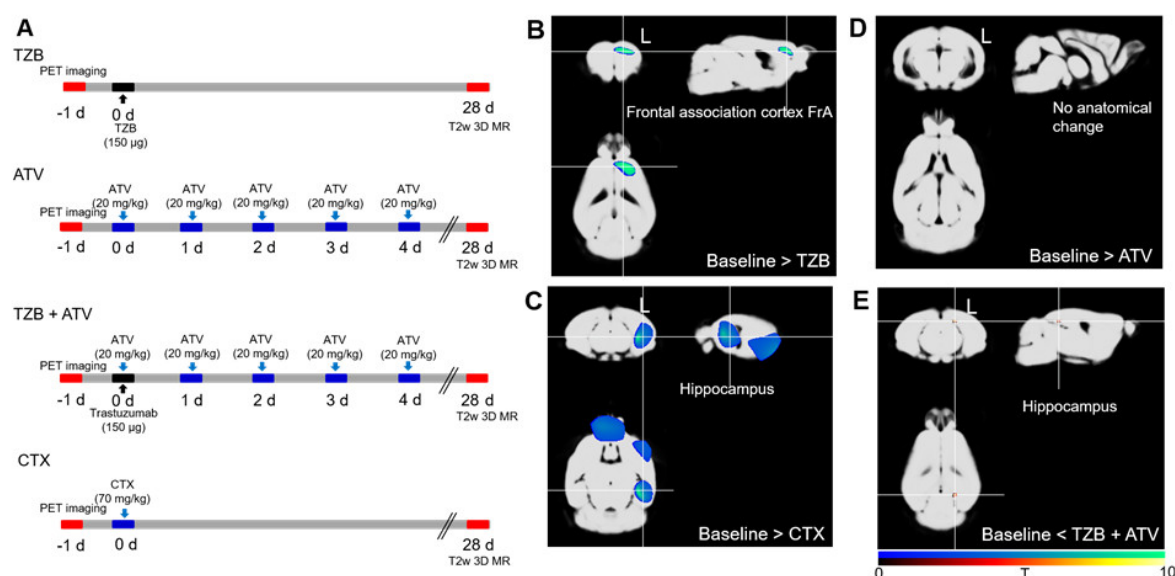 A
TZB
PET imaging
-1 d
0 d
TZB
(150 µg)
28 d
T2w 3D MR
ATV
ATV
(20 mg/kg)
ATV
(20 mg/kg)
ATV
(20 mg/kg)
ATV
(20 mg/kg)
ATV
(20 mg/kg)
PET imaging
-1 d
0 d
1 d
2 d
3 d
4 d
28 d
T2w 3D MR
TZB + ATV
ATV
(20 mg/kg)
ATV
(20 mg/kg)
ATV
(20 mg/kg)
ATV
(20 mg/kg)
ATV
(20 mg/kg)
PET imaging
-1 d
0 d
Trastuzumab
(150 µg)
1 d
2 d
3 d
4 d
28 d
T2w 3D MR
CTX
CTX
(70 mg/kg)
PET imaging
-1 d
0 d
28 d
T2w 3D MR
B
L
Frontal association cortex FrA
Baseline > TZB
C
L
Hippocampus
Baseline > CTX
D
L
No anatomical
change
Baseline > ATV
E
L
Hippocampus
Baseline < TZB + ATV
0 T 10